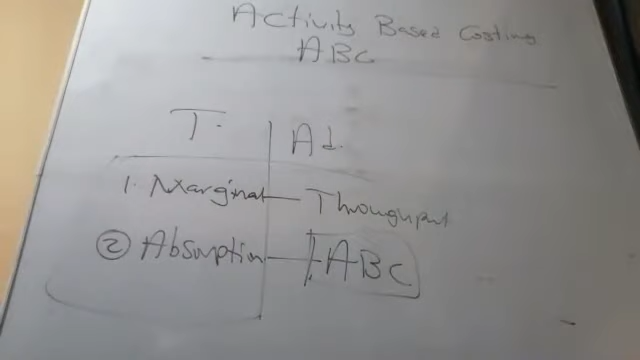 Activity Based Costing
ABC
T. Ad.
1. Marginal — Throughput
② Absorption — ABC